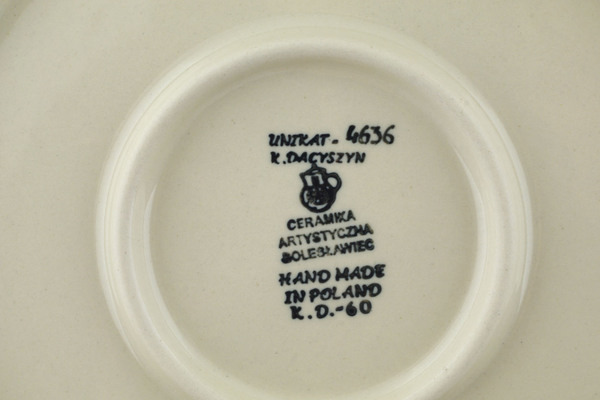 UNIKAT - 4636
K. DACYSZYN
CERAMIKA
ARTYSTYCZNA
BOLESŁAWIEC
HAND MADE
IN POLAND
K.D.-60